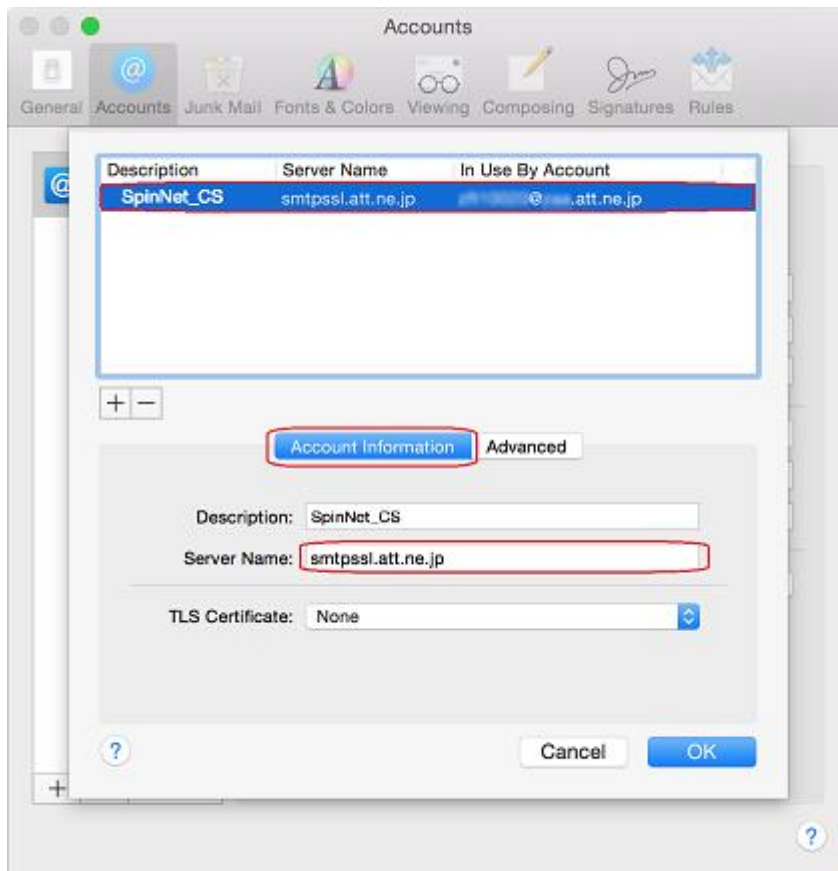 Accounts
General Accounts Junk Mail Fonts & Colors Viewing Composing Signatures Rules
Description Server Name In Use By Account
SpinNet_CS smtpssl.att.ne.jp @ .att.ne.jp
Account Information Advanced
Description: SpinNet_CS
Server Name: smtpssl.att.ne.jp
TLS Certificate: None
? Cancel OK
?